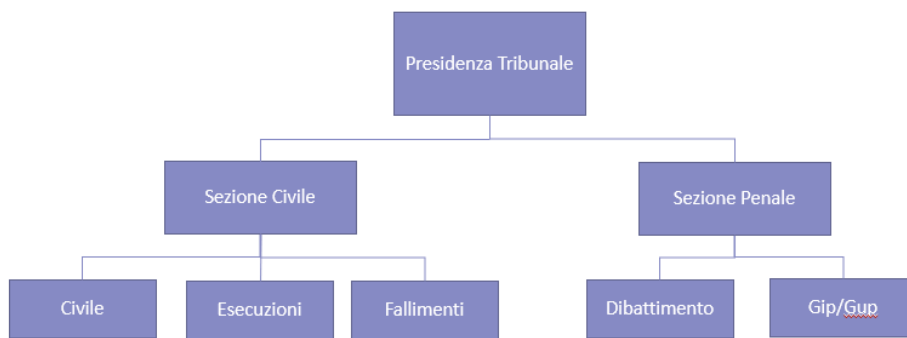 Presidenza Tribunale
Sezione Civile
Sezione Penale
Civile
Esecuzioni
Fallimenti
Dibattimento
Gip/Gup